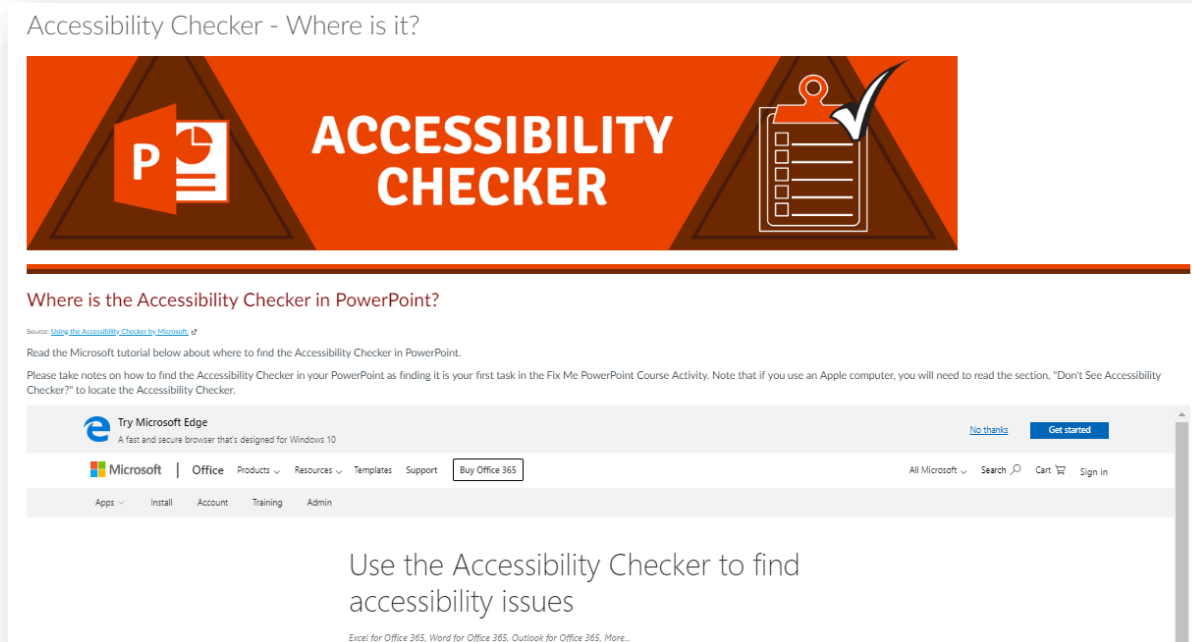 Accessibility Checker - Where is it?
P
ACCESSIBILITY
CHECKER
Where is the Accessibility Checker in PowerPoint?
Source: Using the Accessibility Checker by Microsoft.
Read the Microsoft tutorial below about where to find the Accessibility Checker in PowerPoint.
Please take notes on how to find the Accessibility Checker in your PowerPoint as finding it is your first task in the Fix Me PowerPoint Course Activity. Note that if you use an Apple computer, you will need to read the section, "Don't See Accessibility
Checker?" to locate the Accessibility Checker.
Try Microsoft Edge
A fast and secure browser that's designed for Windows 10
No thanks Get started
Microsoft | Office Products Resources Templates Support Buy Office 365 All Microsoft Search Cart Sign in
Apps Install Account Training Admin
Use the Accessibility Checker to find
accessibility issues
Excel for Office 365, Word for Office 365, Outlook for Office 365, More...